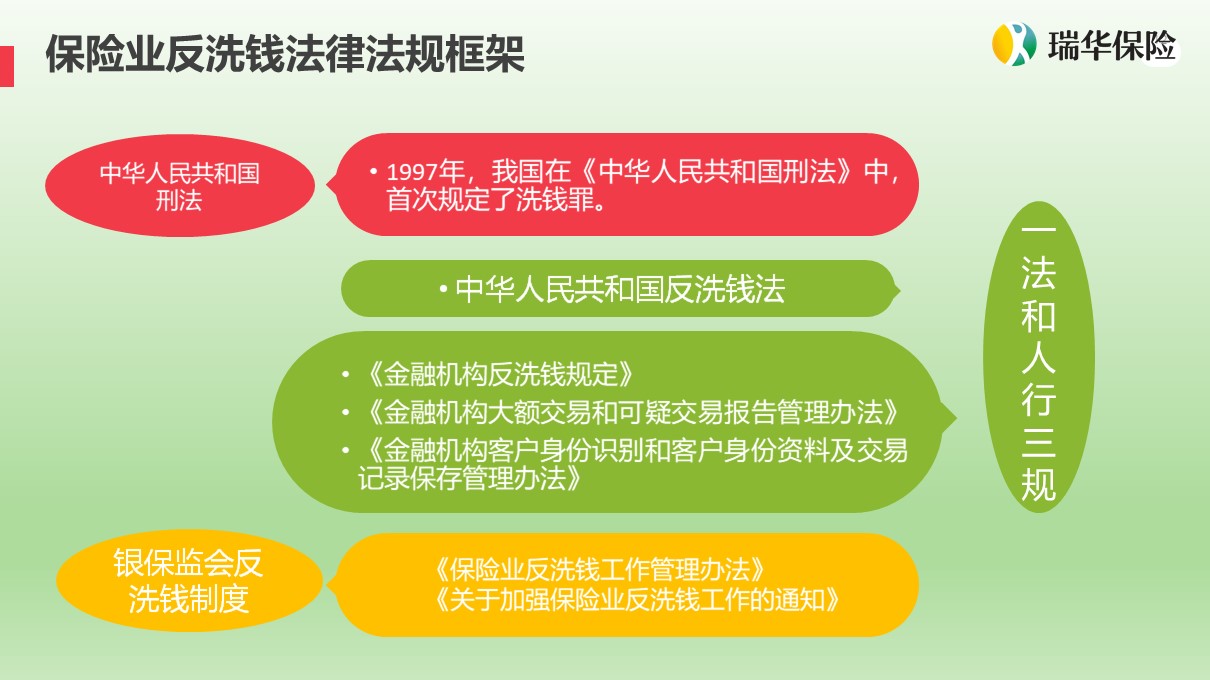 保险业反洗钱法律法规框架
瑞华保险
中华人民共和国
刑法
• 1997年，我国在《中华人民共和国刑法》中，
首次规定了洗钱罪。
• 中华人民共和国反洗钱法
• 《金融机构反洗钱规定》
• 《金融机构大额交易和可疑交易报告管理办法》
• 《金融机构客户身份识别和客户身份资料及交易
记录保存管理办法》
一
法
和
人
行
三
规
银保监会反
洗钱制度
《保险业反洗钱工作管理办法》
《关于加强保险业反洗钱工作的通知》